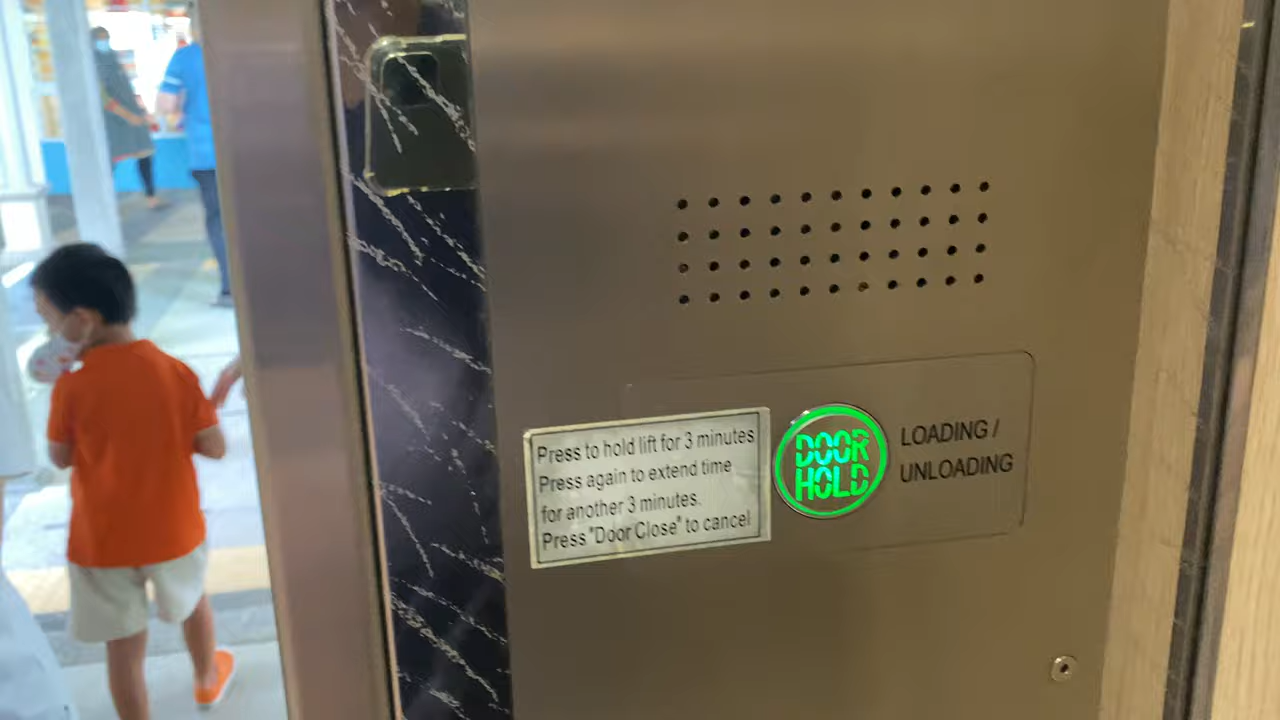 Press to hold lift for 3 minutes
Press again to extend time
for another 3 minutes.
Press "Door Close" to cancel
DOOR
HOLD
LOADING /
UNLOADING